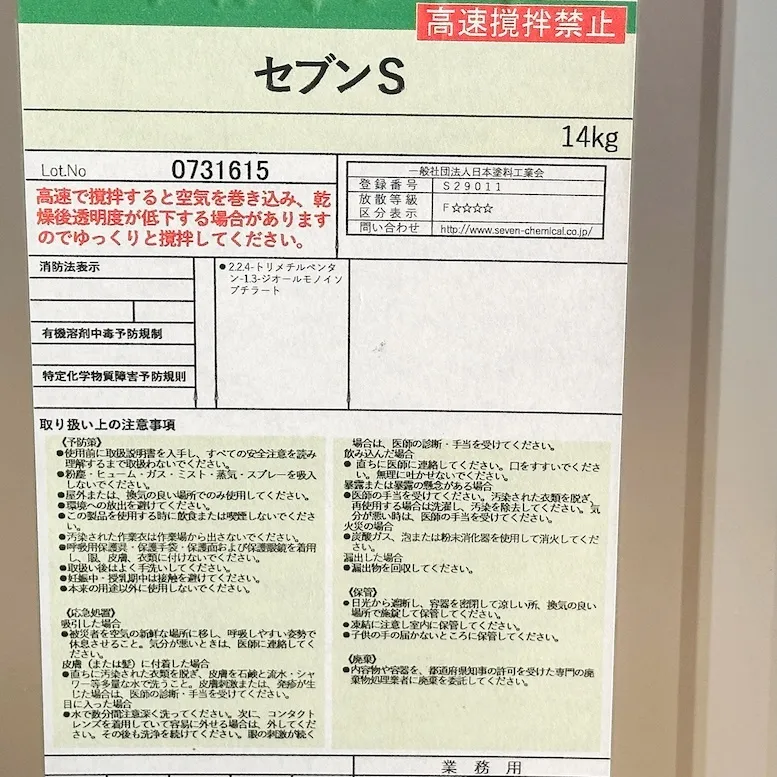 高速撹拌禁止
セブンS
14kg
Lot.No 0731615
高速で撹拌すると空気を巻き込み、乾
燥後透明度が低下する場合があります
のでゆっくりと撹拌してください。
一般社団法人日本塗料工業会
登録番号 S29011
放散等級
区分表示 F☆☆☆☆
問い合わせ http://www.seven-chemical.co.jp/
消防法表示
有機溶剤中毒予防規制
特定化学物質障害予防規則
●2.2.4-トリメチルペンタ
ン-1.3-ジオールモノイソ
ブチラート
取り扱い上の注意事項
《予防策》
●使用前に取扱説明書を入手し、すべての安全注意を読み
理解するまで取扱わないでください。
●粉塵・ヒューム・ガス・ミスト・蒸気・スプレーを吸入
しないでください。
●屋外または、換気の良い場所でのみ使用してください。
●環境への放出を避けてください。
●この製品を使用する時に飲食または喫煙しないでくださ
い。
●汚染された作業衣は作業場から出さないでください。
●呼吸用保護具・保護手袋・保護面および保護眼鏡を着用
し、眼、皮膚、衣類に付けないでください。
●取扱い後はよく手洗いしてください。
●妊娠中・授乳期中は接触を避けてください。
●本来の用途以外に使用しないでください。
《応急処置》
吸引した場合
●被災者を空気の新鮮な場所に移し、呼吸しやすい姿勢で
休息させること。気分が悪いときは、医師に連絡してく
ださい。
皮膚（または髪）に付着した場合
●直ちに汚染された衣類を脱ぎ、皮膚を石鹸と流水・シャ
ワー等多量な水で洗うこと。皮膚刺激または、発疹が生
じた場合は、医師の診断・手当を受けてください。
目に入った場合
●水で数分間注意深く洗ってください。次に、コンタクト
レンズを着用していて容易に外せる場合は、外してくだ
さい。その後も洗浄を続けてください。眼の刺激が続く
場合は、医師の診断・手当を受けてください。
飲み込んだ場合
● 直ちに医師に連絡してください。口をすすいでくださ
い。無理に吐かせないでください。
暴露または暴露の懸念がある場合
●医師の手当を受けてください。汚染された衣類を脱ぎ、
再使用する場合は洗濯し、汚染を除去してください。気
分が悪い時は、医師の手当を受けてください。
火災の場合
●炭酸ガス、泡または粉末消化器を使用して消火してくだ
さい。
漏出した場合
●漏出物を回収してください。
《保管》
●日光から遮断し、容器を密閉して涼しい所、換気の良い
場所で施錠して保管してください。
●凍結に注意し室内に保管してください。
●子供の手の届かないところに保管してください。
《廃棄》
●内容物や容器を、都道府県知事の許可を受けた専門の廃
棄物処理業者に廃棄を委託してください。
業務用